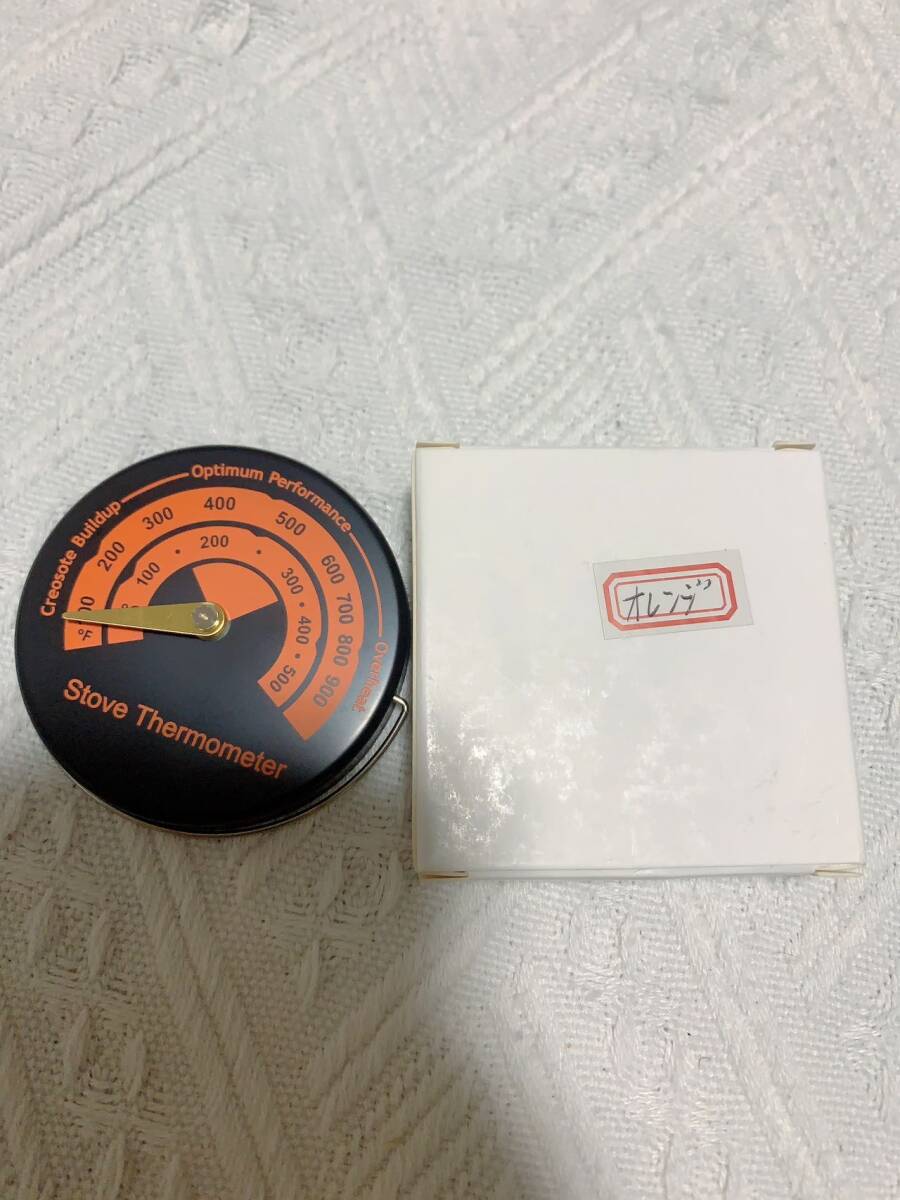 Creosote Buildup
Optimum Performance
Overheat
200 300 400 500 600 700 800 900
°F
100 • 200 • 300 • 400 • 500
Stove Thermometer
オレンジ